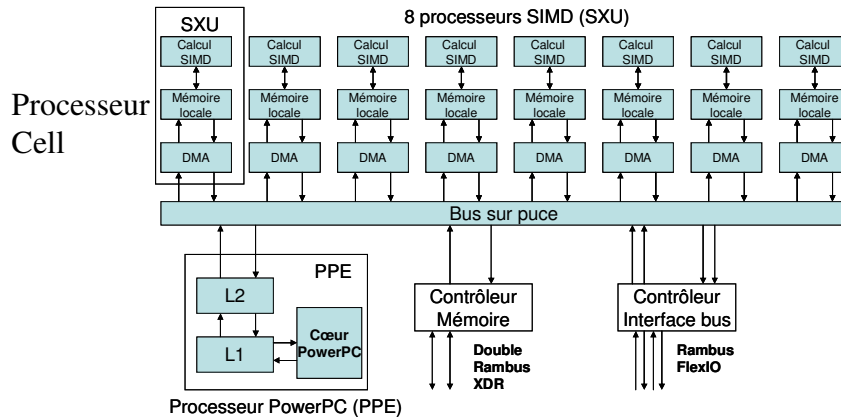 SXU
8 processeurs SIMD (SXU)
Calcul
SIMD
Calcul
SIMD
Calcul
SIMD
Calcul
SIMD
Calcul
SIMD
Calcul
SIMD
Calcul
SIMD
Calcul
SIMD
Processeur
Cell
Mémoire
locale
Mémoire
locale
Mémoire
locale
Mémoire
locale
Mémoire
locale
Mémoire
locale
Mémoire
locale
Mémoire
locale
DMA
DMA
DMA
DMA
DMA
DMA
DMA
DMA
Bus sur puce
PPE
L2
L1
Cœur
PowerPC
Processeur PowerPC (PPE)
Contrôleur
Mémoire
Double
Rambus
XDR
Contrôleur
Interface bus
Rambus
FlexIO